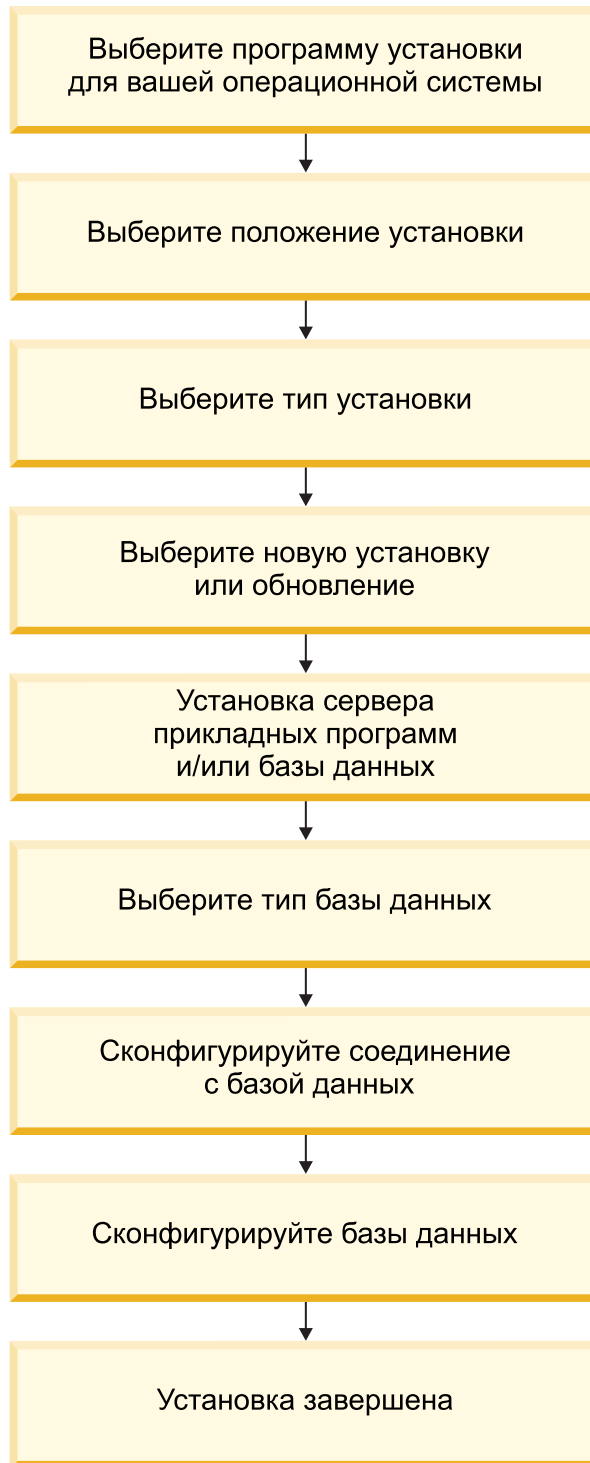 Выберите программу установки
для вашей операционной системы
Выберите положение установки
Выберите тип установки
Выберите новую установку
или обновление
Установка сервера
прикладных программ
и/или базы данных
Выберите тип базы данных
Сконфигурируйте соединение
с базой данных
Сконфигурируйте базы данных
Установка завершена